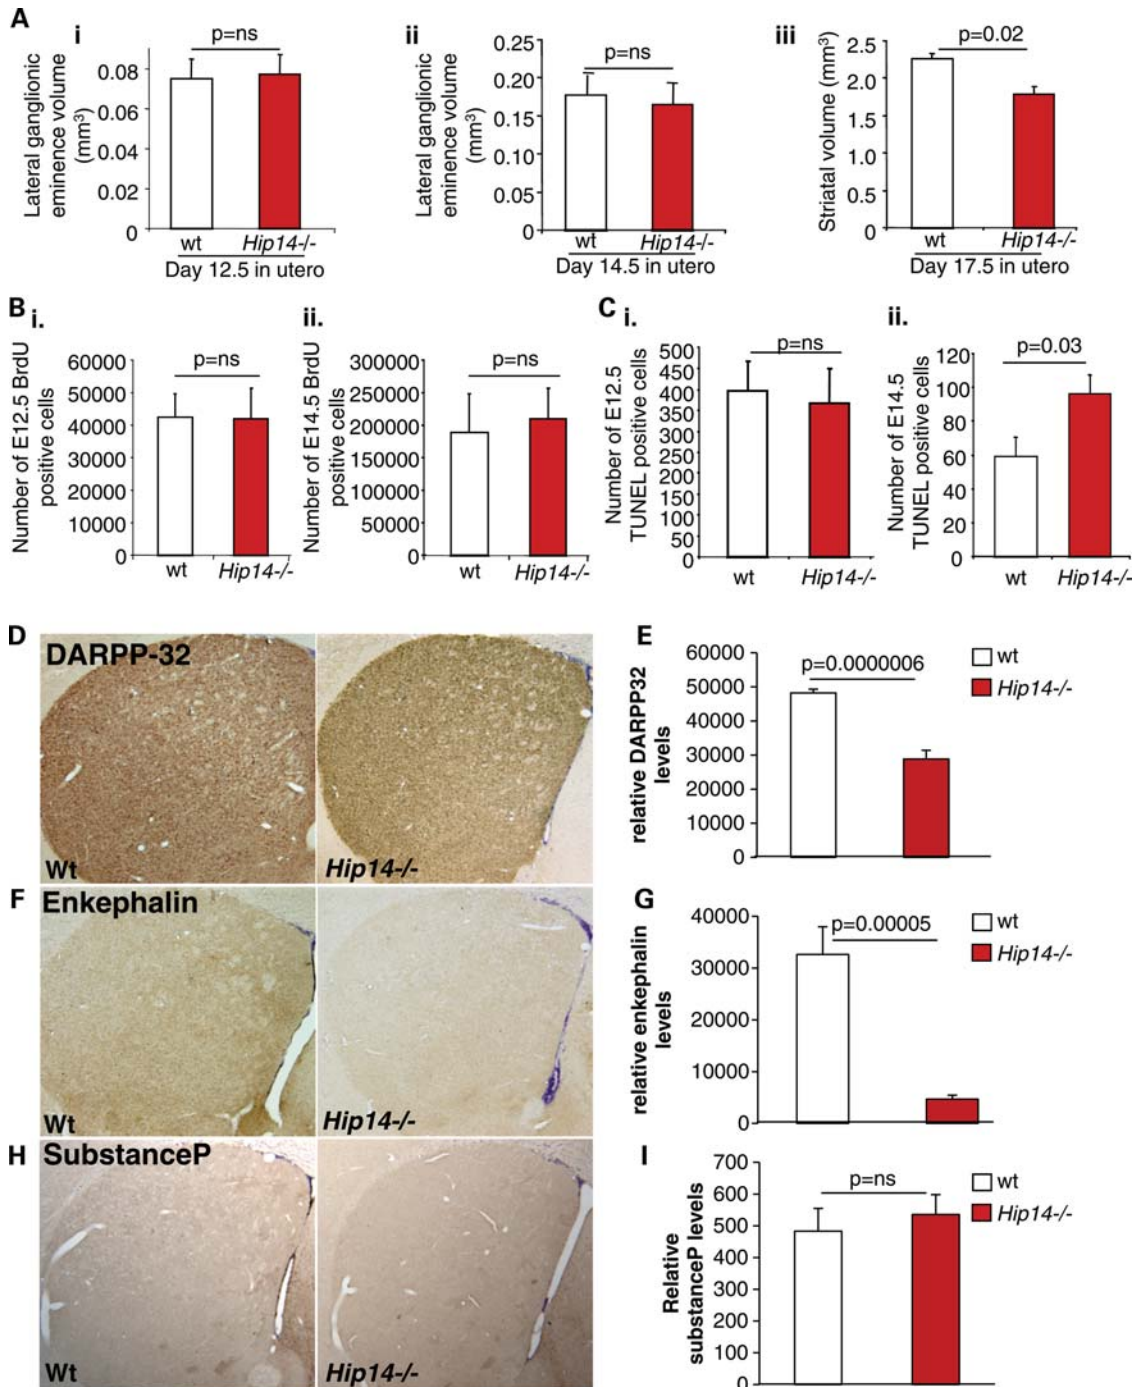 A
i
Lateral ganglionic
eminence volume
(mm³)
0.08
0.06
0.04
0.02
0
p=ns
wt
Hip14-/-
Day 12.5 in utero
ii
Lateral ganglionic
eminence volume
(mm³)
0.25
0.20
0.15
0.10
0.05
0
p=ns
wt
Hip14-/-
Day 14.5 in utero
iii
Striatal volume (mm³)
2.5
2.0
1.5
1.0
0.5
0
p=0.02
wt
Hip14-/-
Day 17.5 in utero
B
i.
Number of E12.5 BrdU
positive cells
60000
50000
40000
30000
20000
10000
0
p=ns
wt
Hip14-/-
ii.
Number of E14.5 BrdU
positive cells
300000
250000
200000
150000
100000
50000
0
p=ns
wt
Hip14-/-
C
i.
Number of E12.5
TUNEL positive cells
500
450
400
350
300
250
200
150
100
50
0
p=ns
wt
Hip14-/-
ii.
Number of E14.5
TUNEL positive cells
120
100
80
60
40
20
0
p=0.03
wt
Hip14-/-
D
DARPP-32
Wt
Hip14-/-
E
relative DARPP32
levels
60000
50000
40000
30000
20000
10000
0
p=0.0000006
wt
Hip14-/-
F
Enkephalin
Wt
Hip14-/-
G
relative enkephalin
levels
40000
30000
20000
10000
0
p=0.00005
wt
Hip14-/-
H
SubstanceP
Wt
Hip14-/-
I
Relative
substanceP levels
700
600
500
400
300
200
100
0
p=ns
wt
Hip14-/-